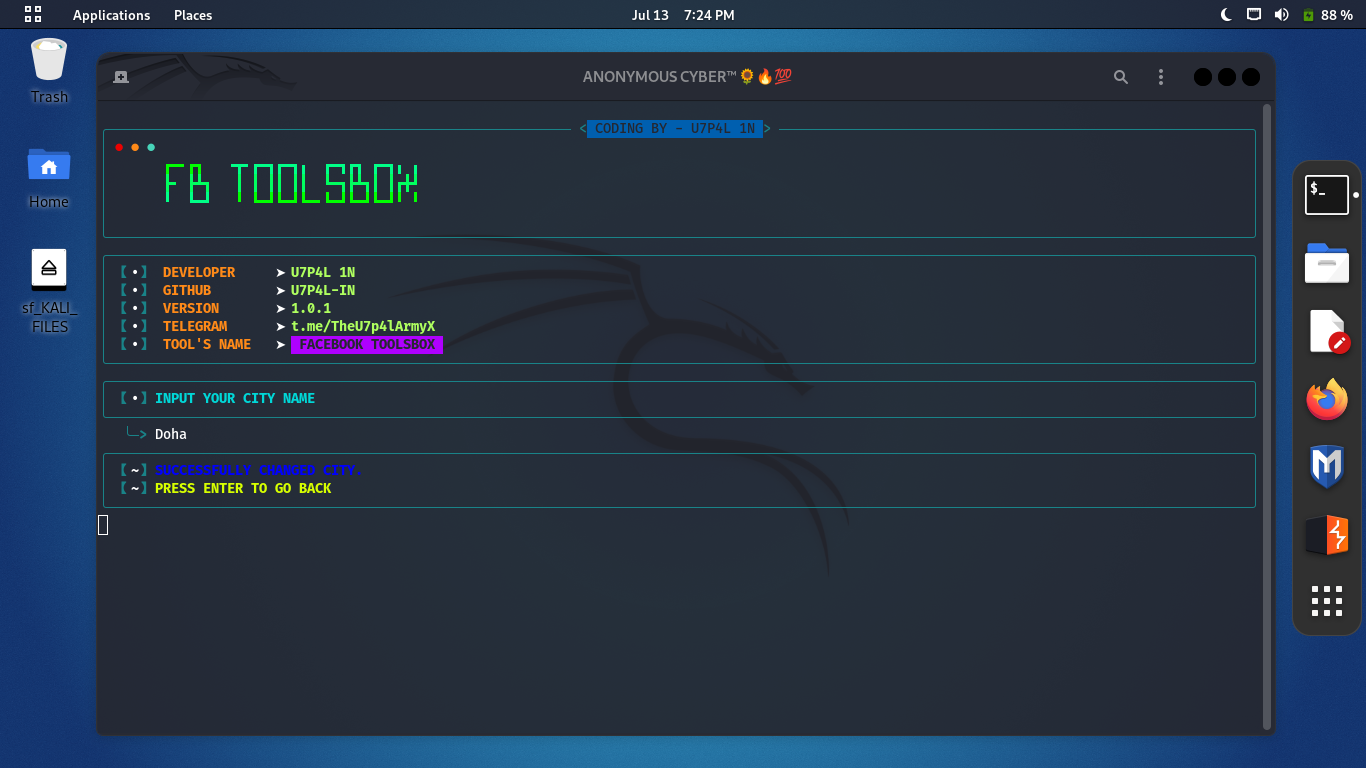 Applications Places Jul 13 7:24 PM 88 %
Trash
Home
sf_KALI_
FILES
ANONYMOUS CYBER™ 🌻🔥💯
< CODING BY - U7P4L 1N >
FB TOOLSBOX
【•】 DEVELOPER ➤ U7P4L 1N
【•】 GITHUB ➤ U7P4L-IN
【•】 VERSION ➤ 1.0.1
【•】 TELEGRAM ➤ t.me/TheU7p4lArmyX
【•】 TOOL'S NAME ➤ FACEBOOK TOOLSBOX
【•】 INPUT YOUR CITY NAME
╰─> Doha
【~】 SUCCESSFULLY CHANGED CITY.
【~】 PRESS ENTER TO GO BACK
$_